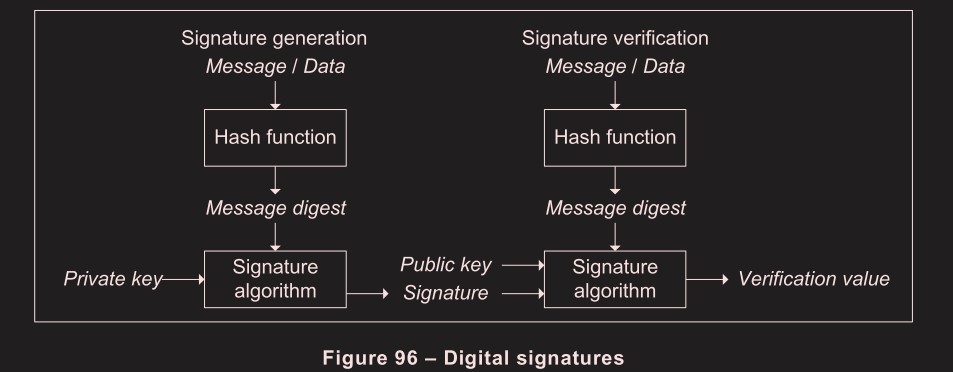 Signature generation
Message / Data
Hash function
Message digest
Private key
Signature
algorithm
Signature verification
Message / Data
Hash function
Message digest
Public key
Signature
Signature
algorithm
Verification value
Figure 96 – Digital signatures